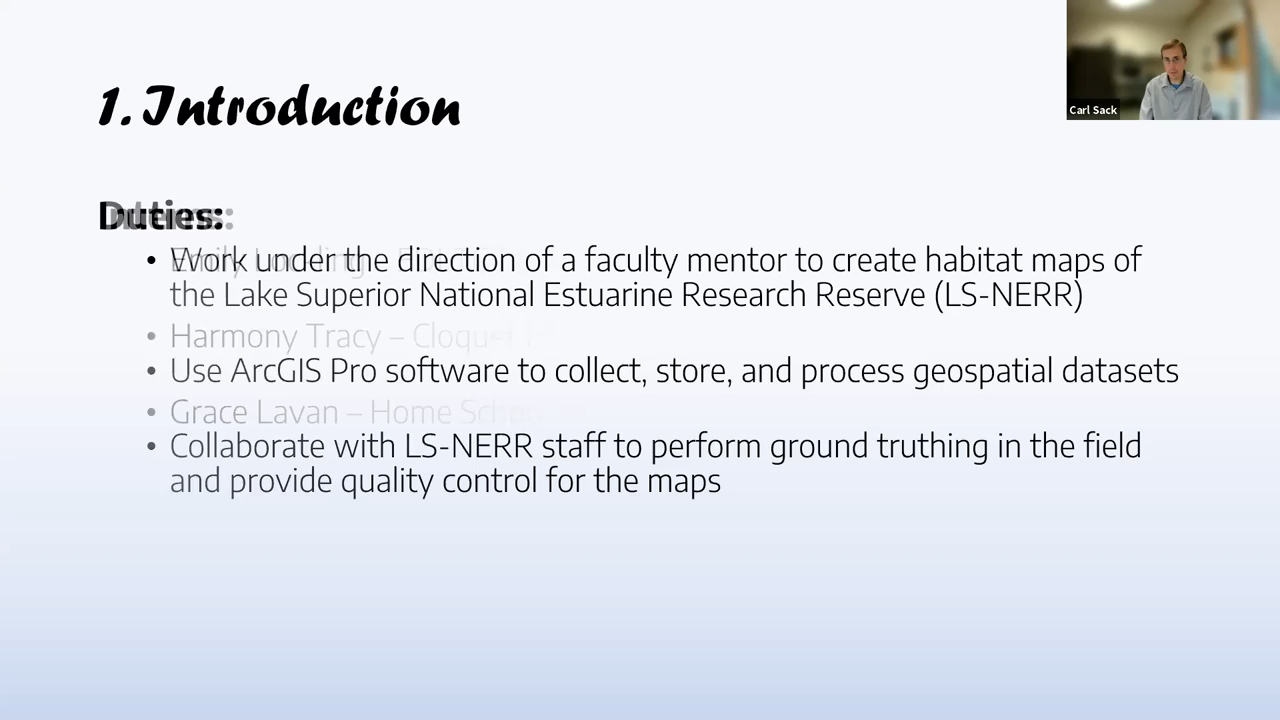 Carl Sack
1. Introduction
Duties:
• Work under the direction of a faculty mentor to create habitat maps of
the Lake Superior National Estuarine Research Reserve (LS-NERR)
• Harmony Tracy –
• Use ArcGIS Pro software to collect, store, and process geospatial datasets
• Grace Lavan – Home
• Collaborate with LS-NERR staff to perform ground truthing in the field
and provide quality control for the maps